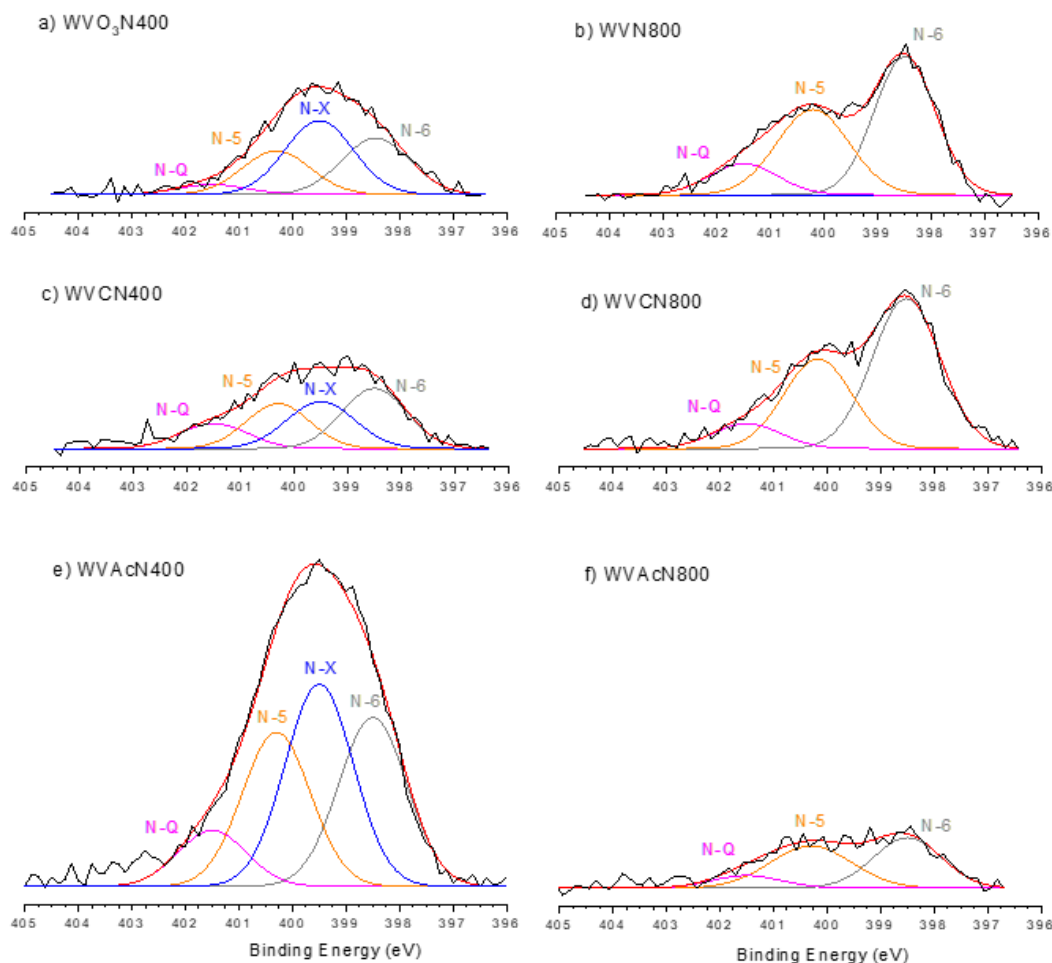 a) WVO₃N400
N-Q
N-5
N-X
N-6
405 404 403 402 401 400 399 398 397 396
b) WVN800
N-Q
N-5
N-6
405 404 403 402 401 400 399 398 397 396
c) WVCN400
N-Q
N-5
N-X
N-6
405 404 403 402 401 400 399 398 397 396
d) WVCN800
N-Q
N-5
N-6
405 404 403 402 401 400 399 398 397 396
e) WVAcN400
N-Q
N-5
N-X
N-6
405 404 403 402 401 400 399 398 397 396
Binding Energy (eV)
f) WVAcN800
N-Q
N-5
N-6
405 404 403 402 401 400 399 398 397 396
Binding Energy (eV)